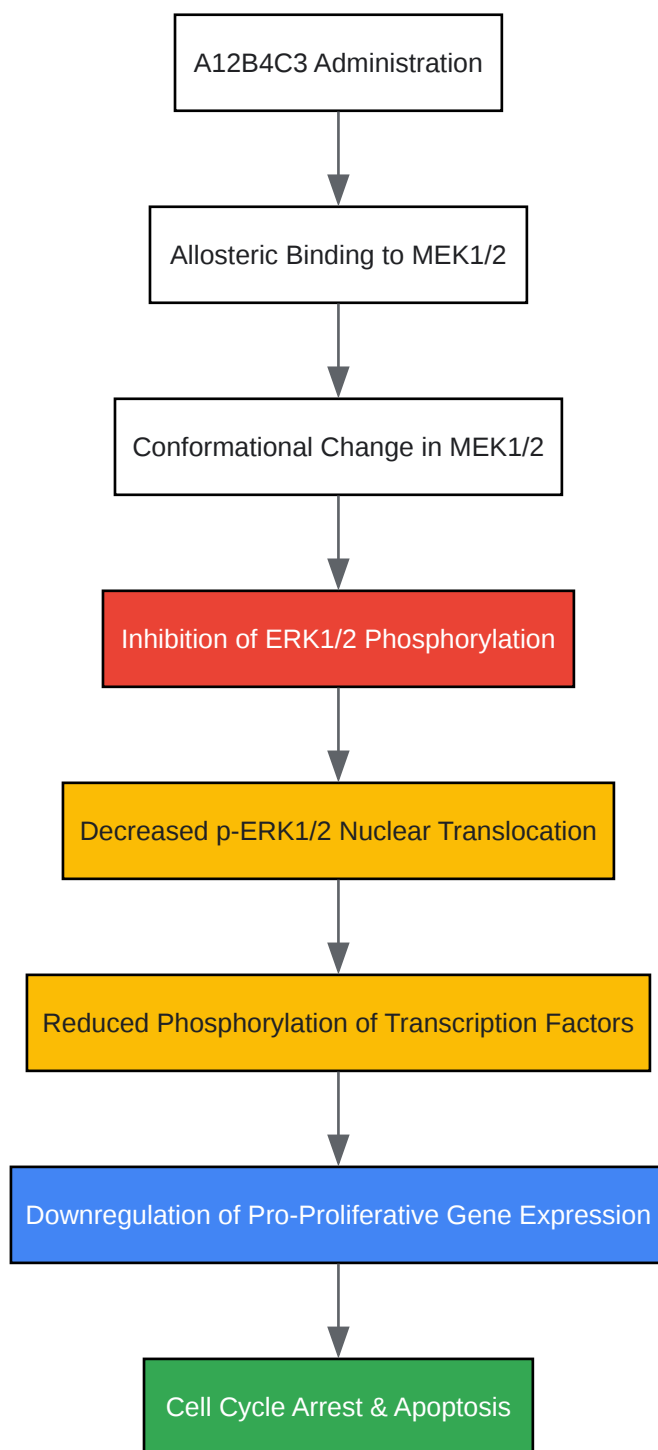 A12B4C3 Administration
Allosteric Binding to MEK1/2
Conformational Change in MEK1/2
Inhibition of ERK1/2 Phosphorylation
Decreased p-ERK1/2 Nuclear Translocation
Reduced Phosphorylation of Transcription Factors
Downregulation of Pro-Proliferative Gene Expression
Cell Cycle Arrest & Apoptosis